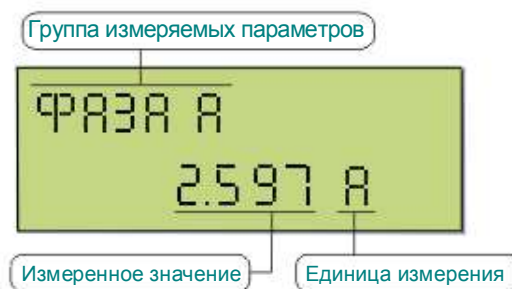 Группа измеряемых параметров
ФАЗА А
2.597 А
Измеренное значение
Единица измерения